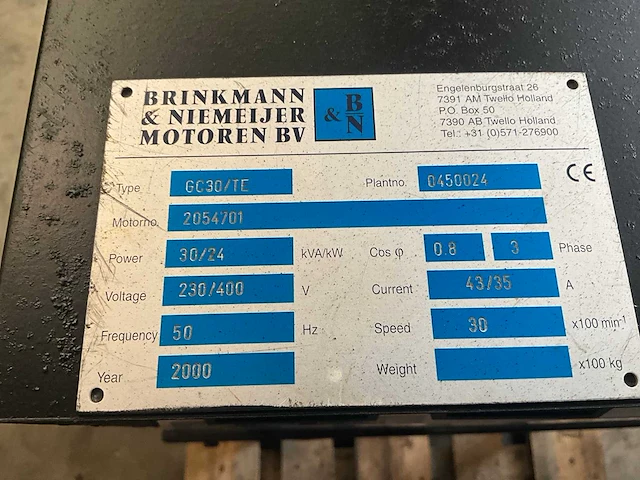 BRINKMANN
& NIEMEIJER
MOTOREN BV
B
& N
Engelenburgstraat 26
7391 AM Twello Holland
P.O. Box 50
7390 AB Twello Holland
Tel.: +31 (0)571-276900
CE
Type GC30/TE Plantno. 0450024
Motorno. 2054701
Power 30/24 kVA/kW Cos φ 0.8 3 Phase
Voltage 230/400 V Current 43/35 A
Frequency 50 Hz Speed 30 x100 min⁻¹
Year 2000 Weight x100 kg